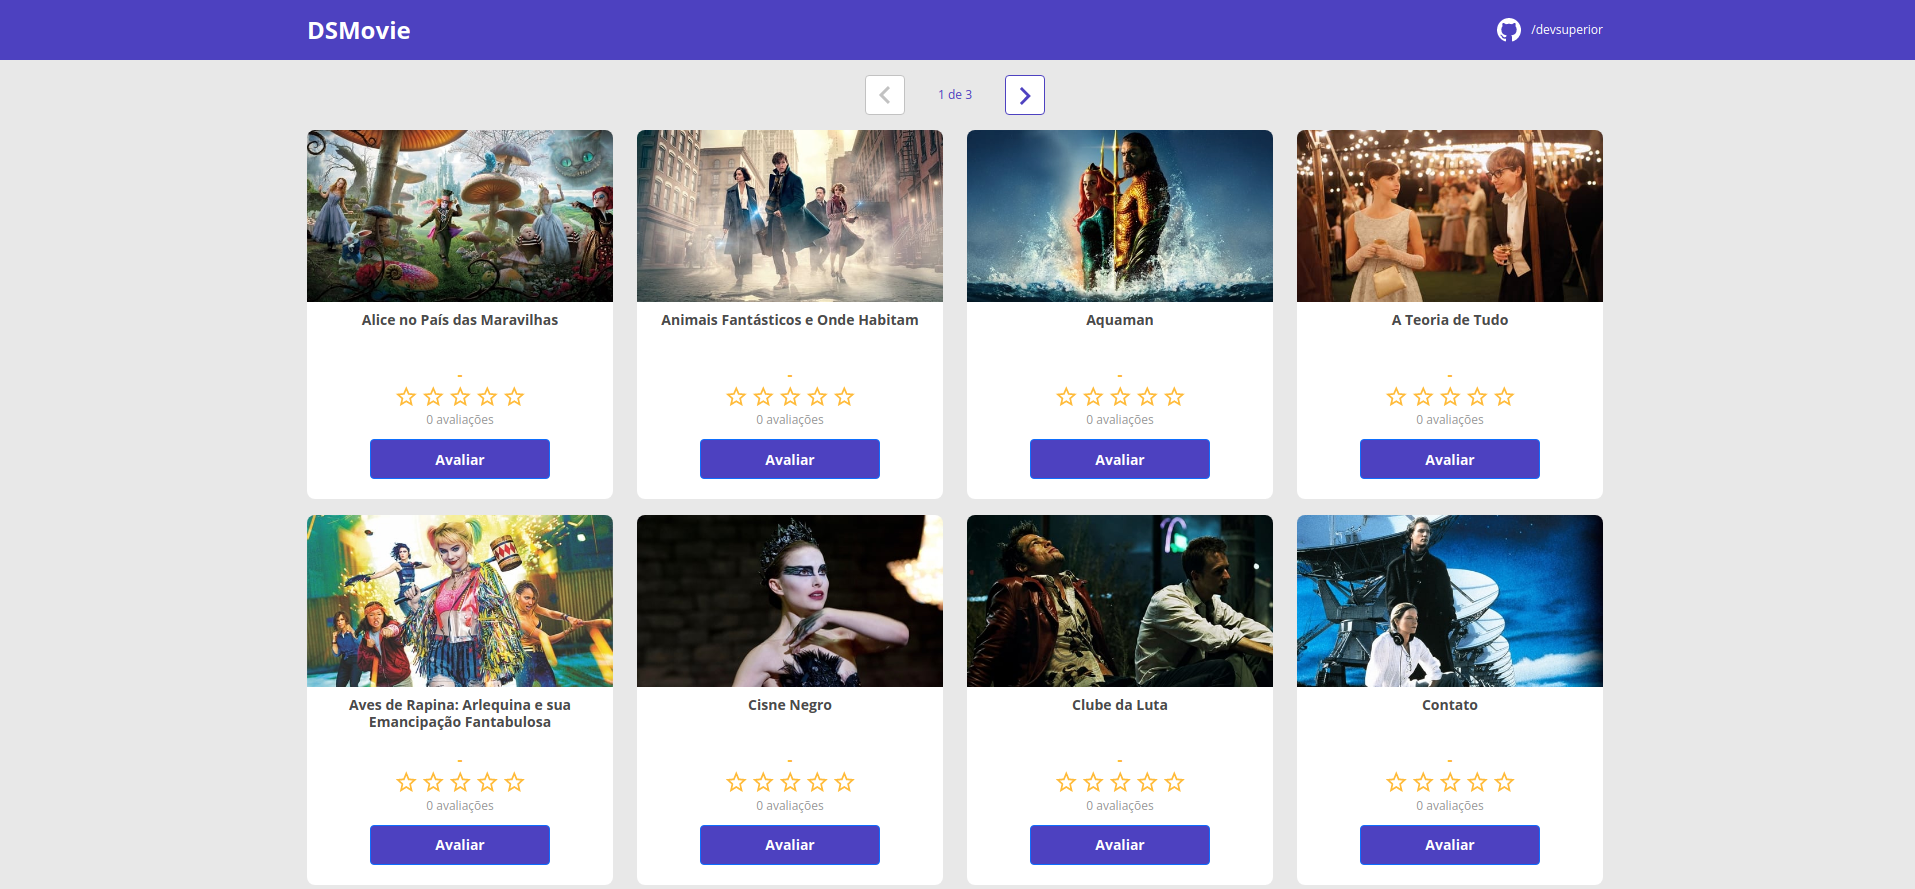 DSMovie
/devsuperior
1 de 3
Alice no País das Maravilhas
-
0 avaliações
Avaliar
Animais Fantásticos e Onde Habitam
-
0 avaliações
Avaliar
Aquaman
-
0 avaliações
Avaliar
A Teoria de Tudo
-
0 avaliações
Avaliar
Aves de Rapina: Arlequina e sua
Emancipação Fantabulosa
-
0 avaliações
Avaliar
Cisne Negro
-
0 avaliações
Avaliar
Clube da Luta
-
0 avaliações
Avaliar
Contato
-
0 avaliações
Avaliar